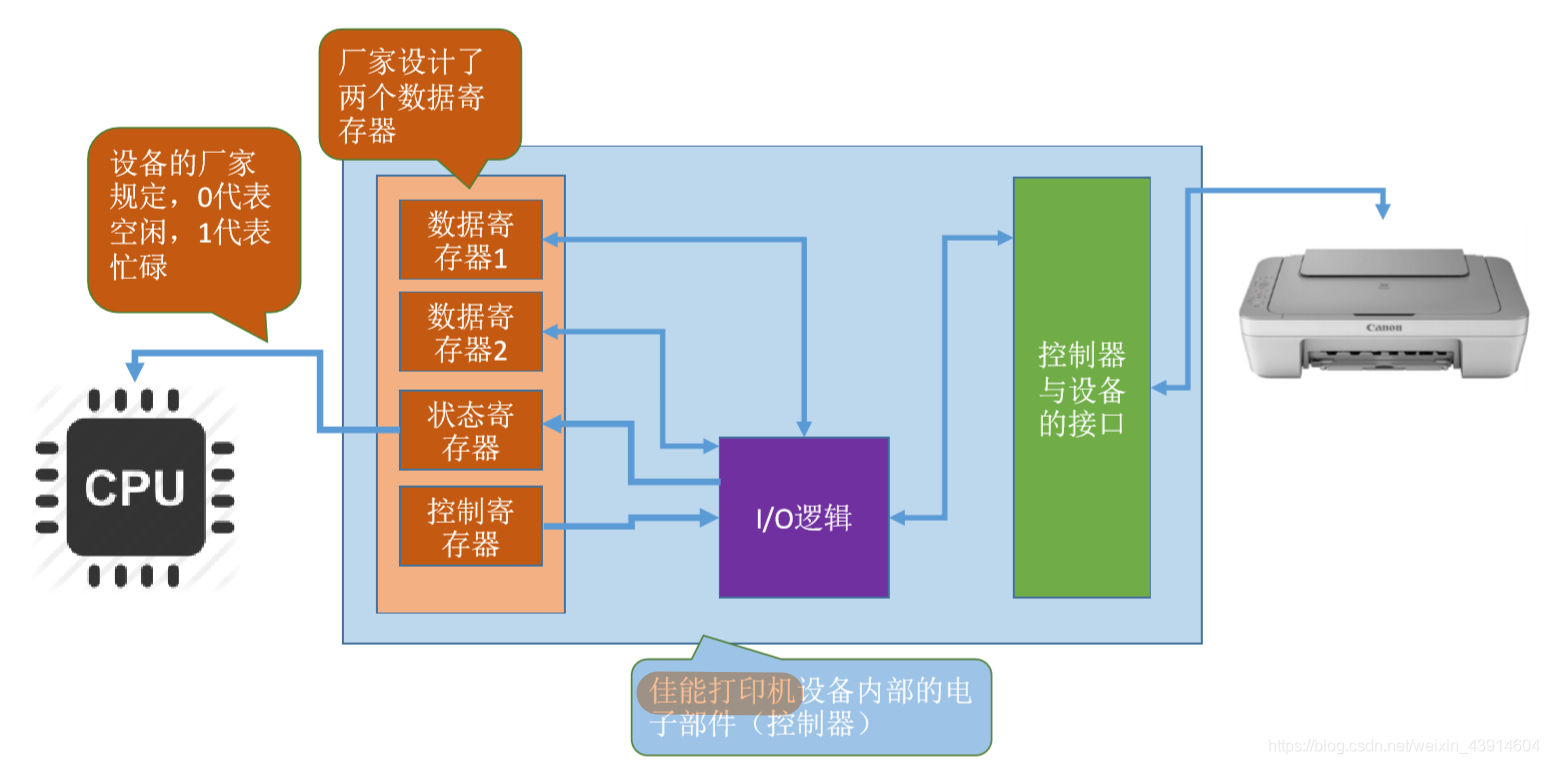 厂家设计了
两个数据寄
存器
设备的厂家
规定，0代表
空闲，1代表
忙碌
数据寄
存器1
数据寄
存器2
状态寄
存器
控制寄
存器
CPU
I/O逻辑
控制器
与设备
的接口
Canon
佳能打印机设备内部的电
子部件（控制器）
https://blog.csdn.net/weixin_43914604